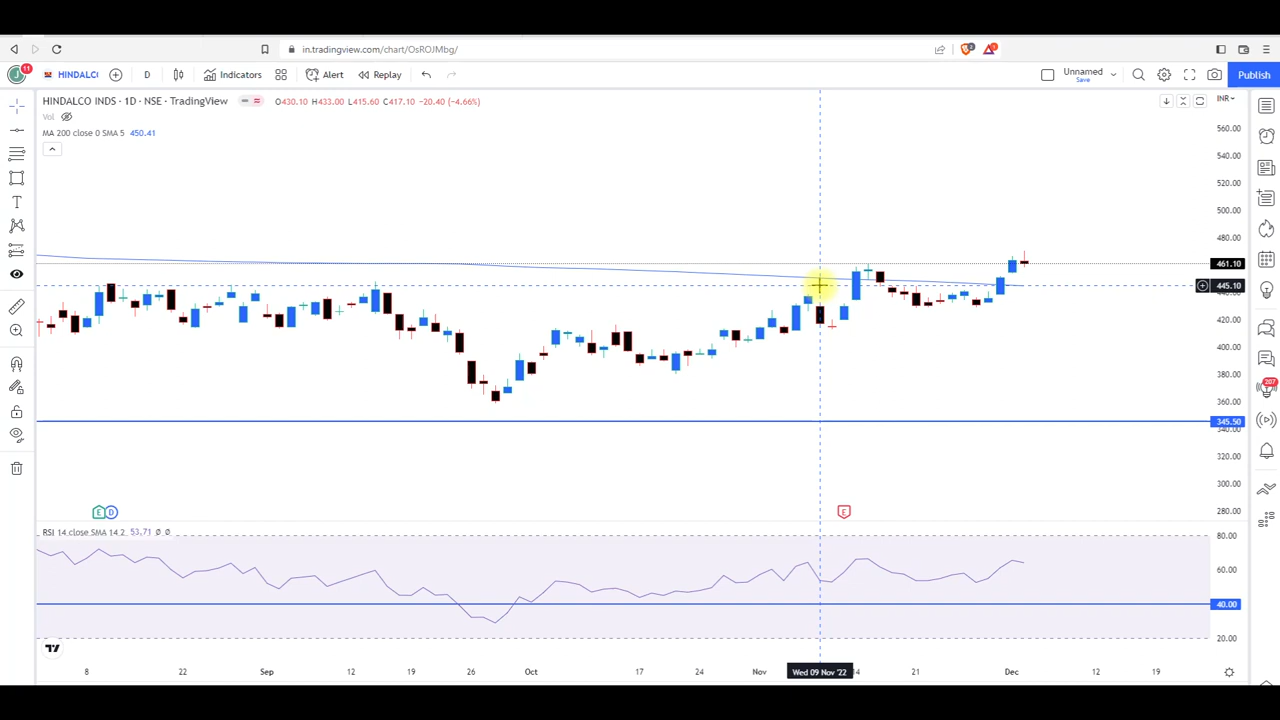 in.tradingview.com/chart/OsROJMbg/
2
J
11
HINDALCI
D
Indicators
Alert
Replay
Unnamed
Save
Publish
HINDALCO INDS · 1D · NSE · TradingView
O430.10 H433.00 L415.60 C417.10 -20.40 (-4.66%)
INR
Vol
MA 200 close 0 SMA 5 450.41
560.00
540.00
520.00
500.00
480.00
461.10
445.10
420.00
400.00
380.00
360.00
345.50
320.00
300.00
280.00
207
E D
E
RSI 14 close SMA 14 2 53.71 Ø Ø
80.00
60.00
40.00
20.00
8
22
Sep
12
19
26
Oct
17
24
Nov
Wed 09 Nov '22
14
21
Dec
12
19